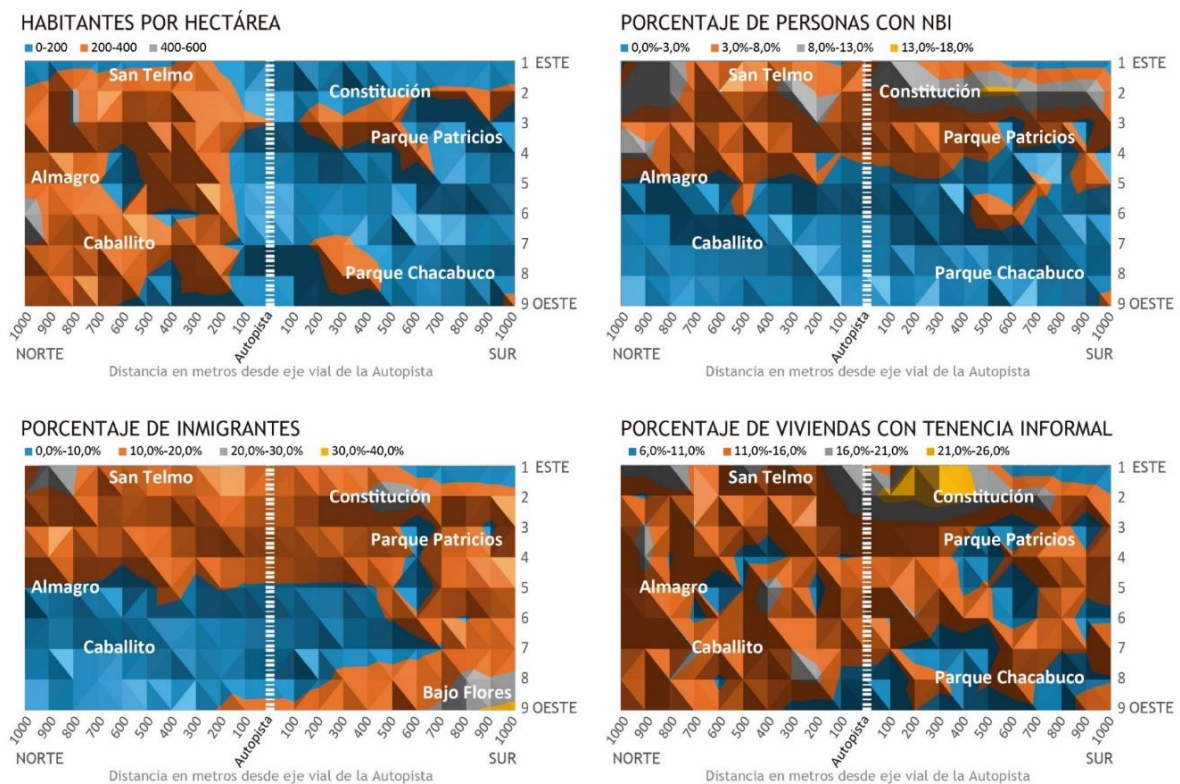 HABITANTES POR HECTÁREA
0-200 200-400 400-600
San Telmo
Constitución
Parque Patricios
Almagro
Caballito
Parque Chacabuco
1 ESTE
2
3
4
5
6
7
8
9 OESTE
1000 900 800 700 600 500 400 300 200 100 Autopista 100 200 300 400 500 600 700 800 900 1000
NORTE SUR
Distancia en metros desde eje vial de la Autopista
PORCENTAJE DE PERSONAS CON NBI
0,0%-3,0% 3,0%-8,0% 8,0%-13,0% 13,0%-18,0%
San Telmo
Constitución
Parque Patricios
Almagro
Caballito
Parque Chacabuco
1 ESTE
2
3
4
5
6
7
8
9 OESTE
1000 900 800 700 600 500 400 300 200 100 Autopista 100 200 300 400 500 600 700 800 900 1000
NORTE SUR
Distancia en metros desde eje vial de la Autopista
PORCENTAJE DE INMIGRANTES
0,0%-10,0% 10,0%-20,0% 20,0%-30,0% 30,0%-40,0%
San Telmo
Constitución
Parque Patricios
Almagro
Caballito
Bajo Flores
1 ESTE
2
3
4
5
6
7
8
9 OESTE
1000 900 800 700 600 500 400 300 200 100 Autopista 100 200 300 400 500 600 700 800 900 1000
NORTE SUR
Distancia en metros desde eje vial de la Autopista
PORCENTAJE DE VIVIENDAS CON TENENCIA INFORMAL
6,0%-11,0% 11,0%-16,0% 16,0%-21,0% 21,0%-26,0%
San Telmo
Constitución
Parque Patricios
Almagro
Caballito
Parque Chacabuco
1 ESTE
2
3
4
5
6
7
8
9 OESTE
1000 900 800 700 600 500 400 300 200 100 Autopista 100 200 300 400 500 600 700 800 900 1000
NORTE SUR
Distancia en metros desde eje vial de la Autopista